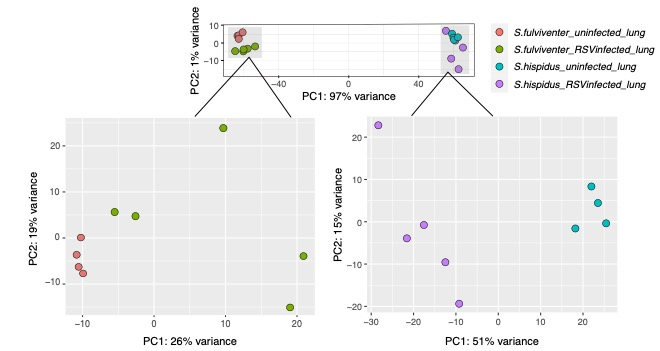 PC2: 1% variance
10
0
−10
−40
0
40
PC1: 97% variance
S.fulviventer_uninfected_lung
S.fulviventer_RSVinfected_lung
S.hispidus_uninfected_lung
S.hispidus_RSVinfected_lung
PC2: 19% variance
20
10
0
−10
−10
0
10
20
PC1: 26% variance
PC2: 15% variance
20
10
0
−10
−20
−30
−20
−10
0
10
20
PC1: 51% variance